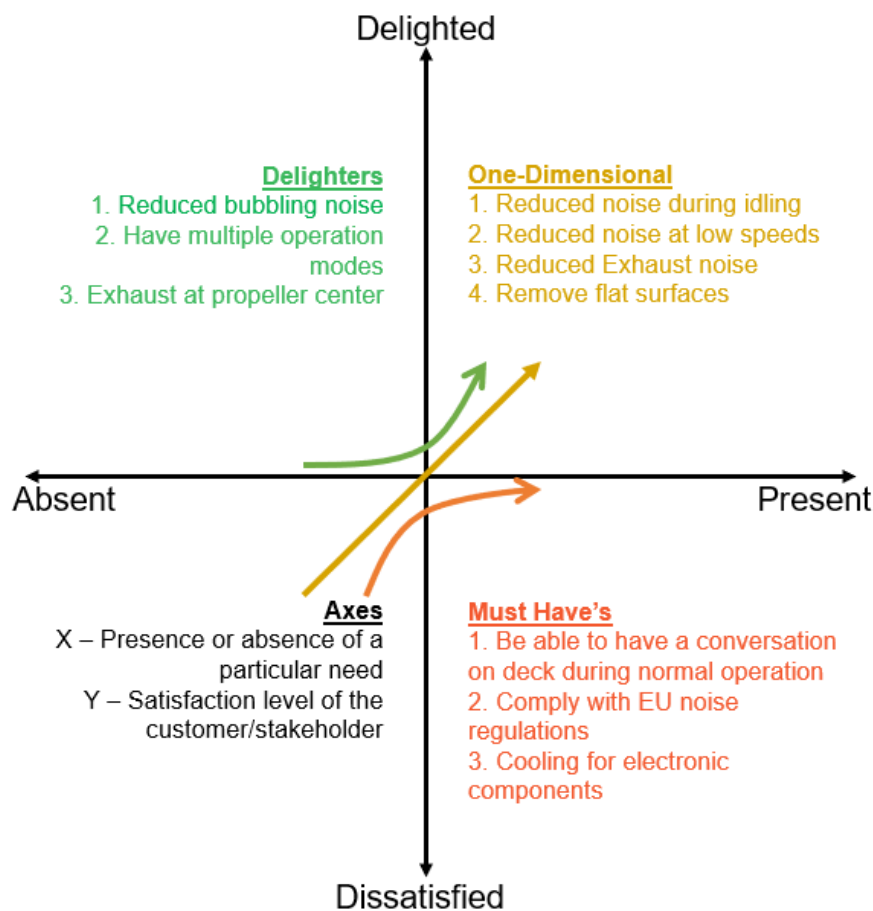 Delighted
Delighters
1. Reduced bubbling noise
2. Have multiple operation
modes
3. Exhaust at propeller center
One-Dimensional
1. Reduced noise during idling
2. Reduced noise at low speeds
3. Reduced Exhaust noise
4. Remove flat surfaces
Absent
Present
Axes
X – Presence or absence of a
particular need
Y – Satisfaction level of the
customer/stakeholder
Must Have’s
1. Be able to have a conversation
on deck during normal operation
2. Comply with EU noise
regulations
3. Cooling for electronic
components
Dissatisfied